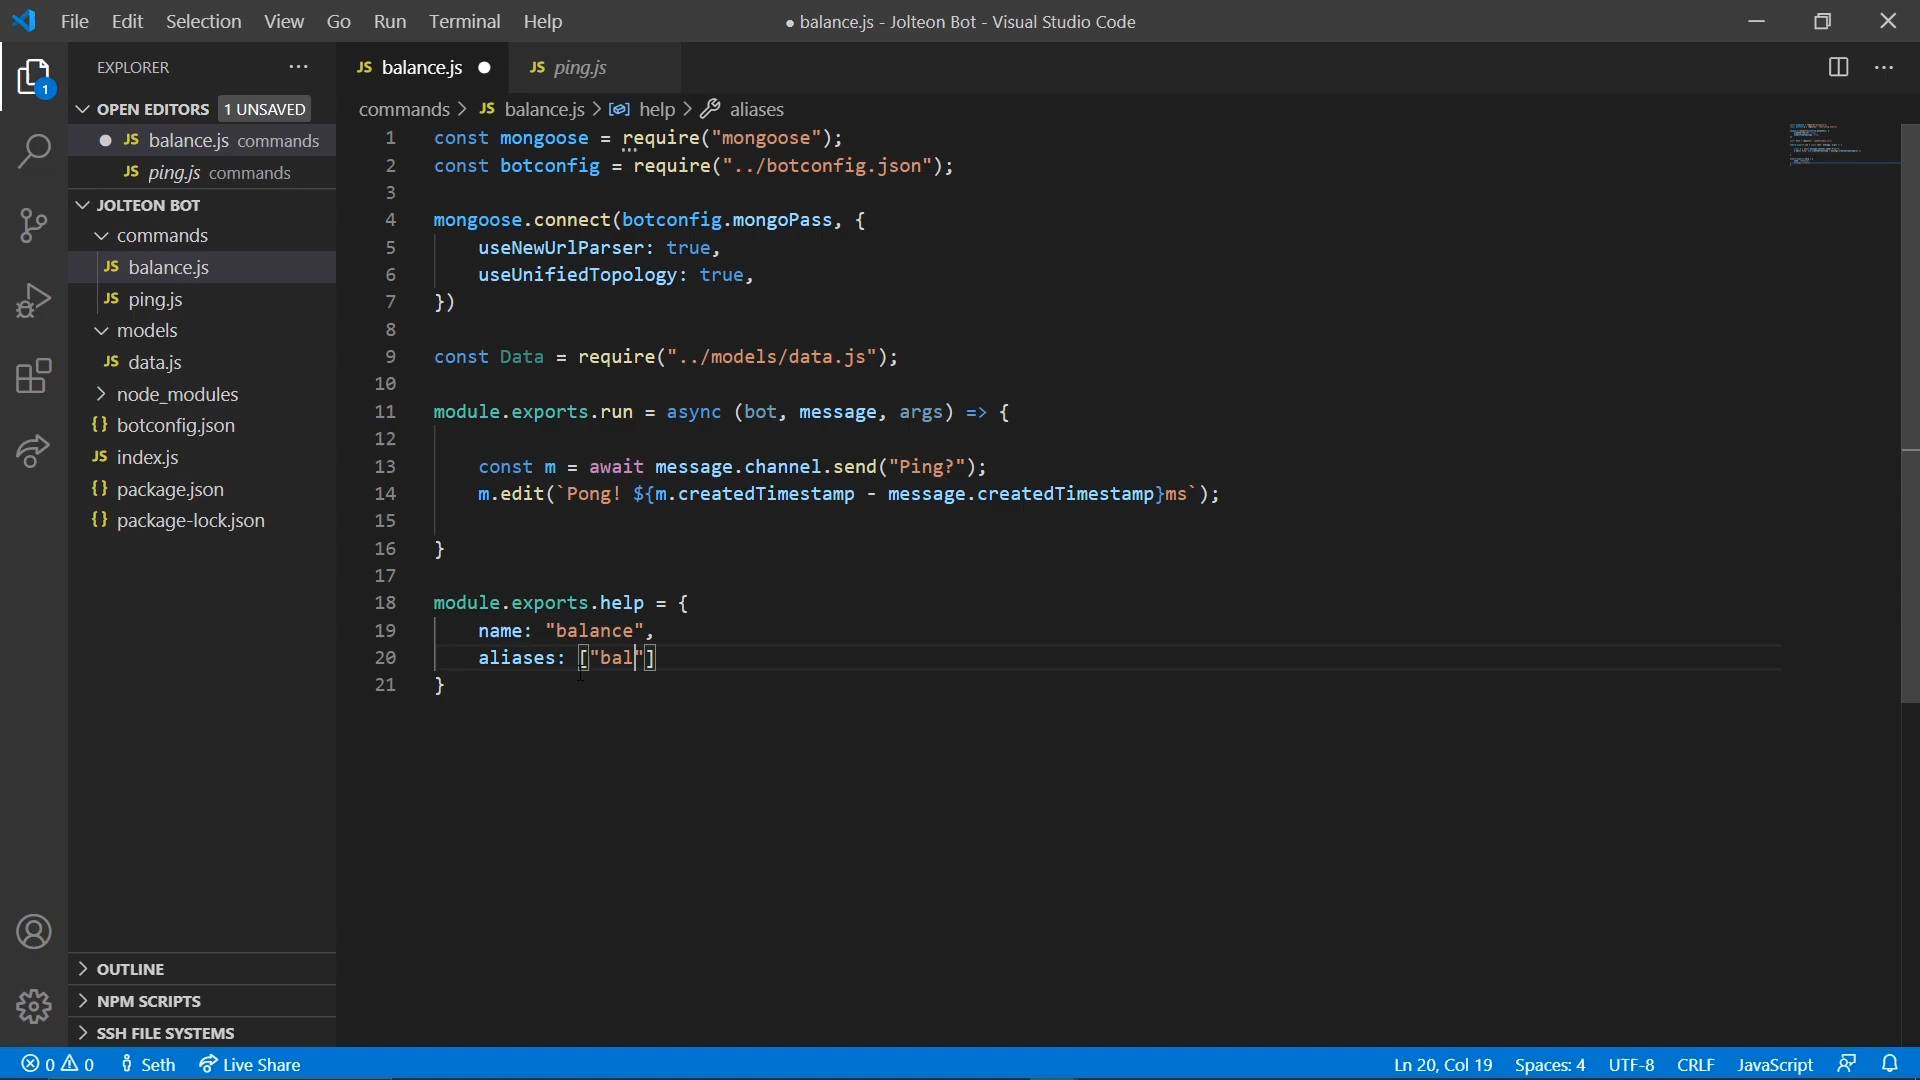 File Edit Selection View Go Run Terminal Help
● balance.js - Jolteon Bot - Visual Studio Code
1
EXPLORER
OPEN EDITORS 1 UNSAVED
JS balance.js commands
JS ping.js commands
JOLTEON BOT
commands
JS balance.js
JS ping.js
models
JS data.js
node_modules
{} botconfig.json
JS index.js
{} package.json
{} package-lock.json
OUTLINE
NPM SCRIPTS
SSH FILE SYSTEMS
JS balance.js ● JS ping.js
commands > JS balance.js > help > aliases
1 const mongoose = require("mongoose");
2 const botconfig = require("../botconfig.json");
3
4 mongoose.connect(botconfig.mongoPass, {
5 useNewUrlParser: true,
6 useUnifiedTopology: true,
7 })
8
9 const Data = require("../models/data.js");
10
11 module.exports.run = async (bot, message, args) => {
12
13 const m = await message.channel.send("Ping?");
14 m.edit(`Pong! ${m.createdTimestamp - message.createdTimestamp}ms`);
15
16 }
17
18 module.exports.help = {
19 name: "balance",
20 aliases: ["bal"]
21 }
0 0 Seth Live Share
Ln 20, Col 19 Spaces: 4 UTF-8 CRLF JavaScript